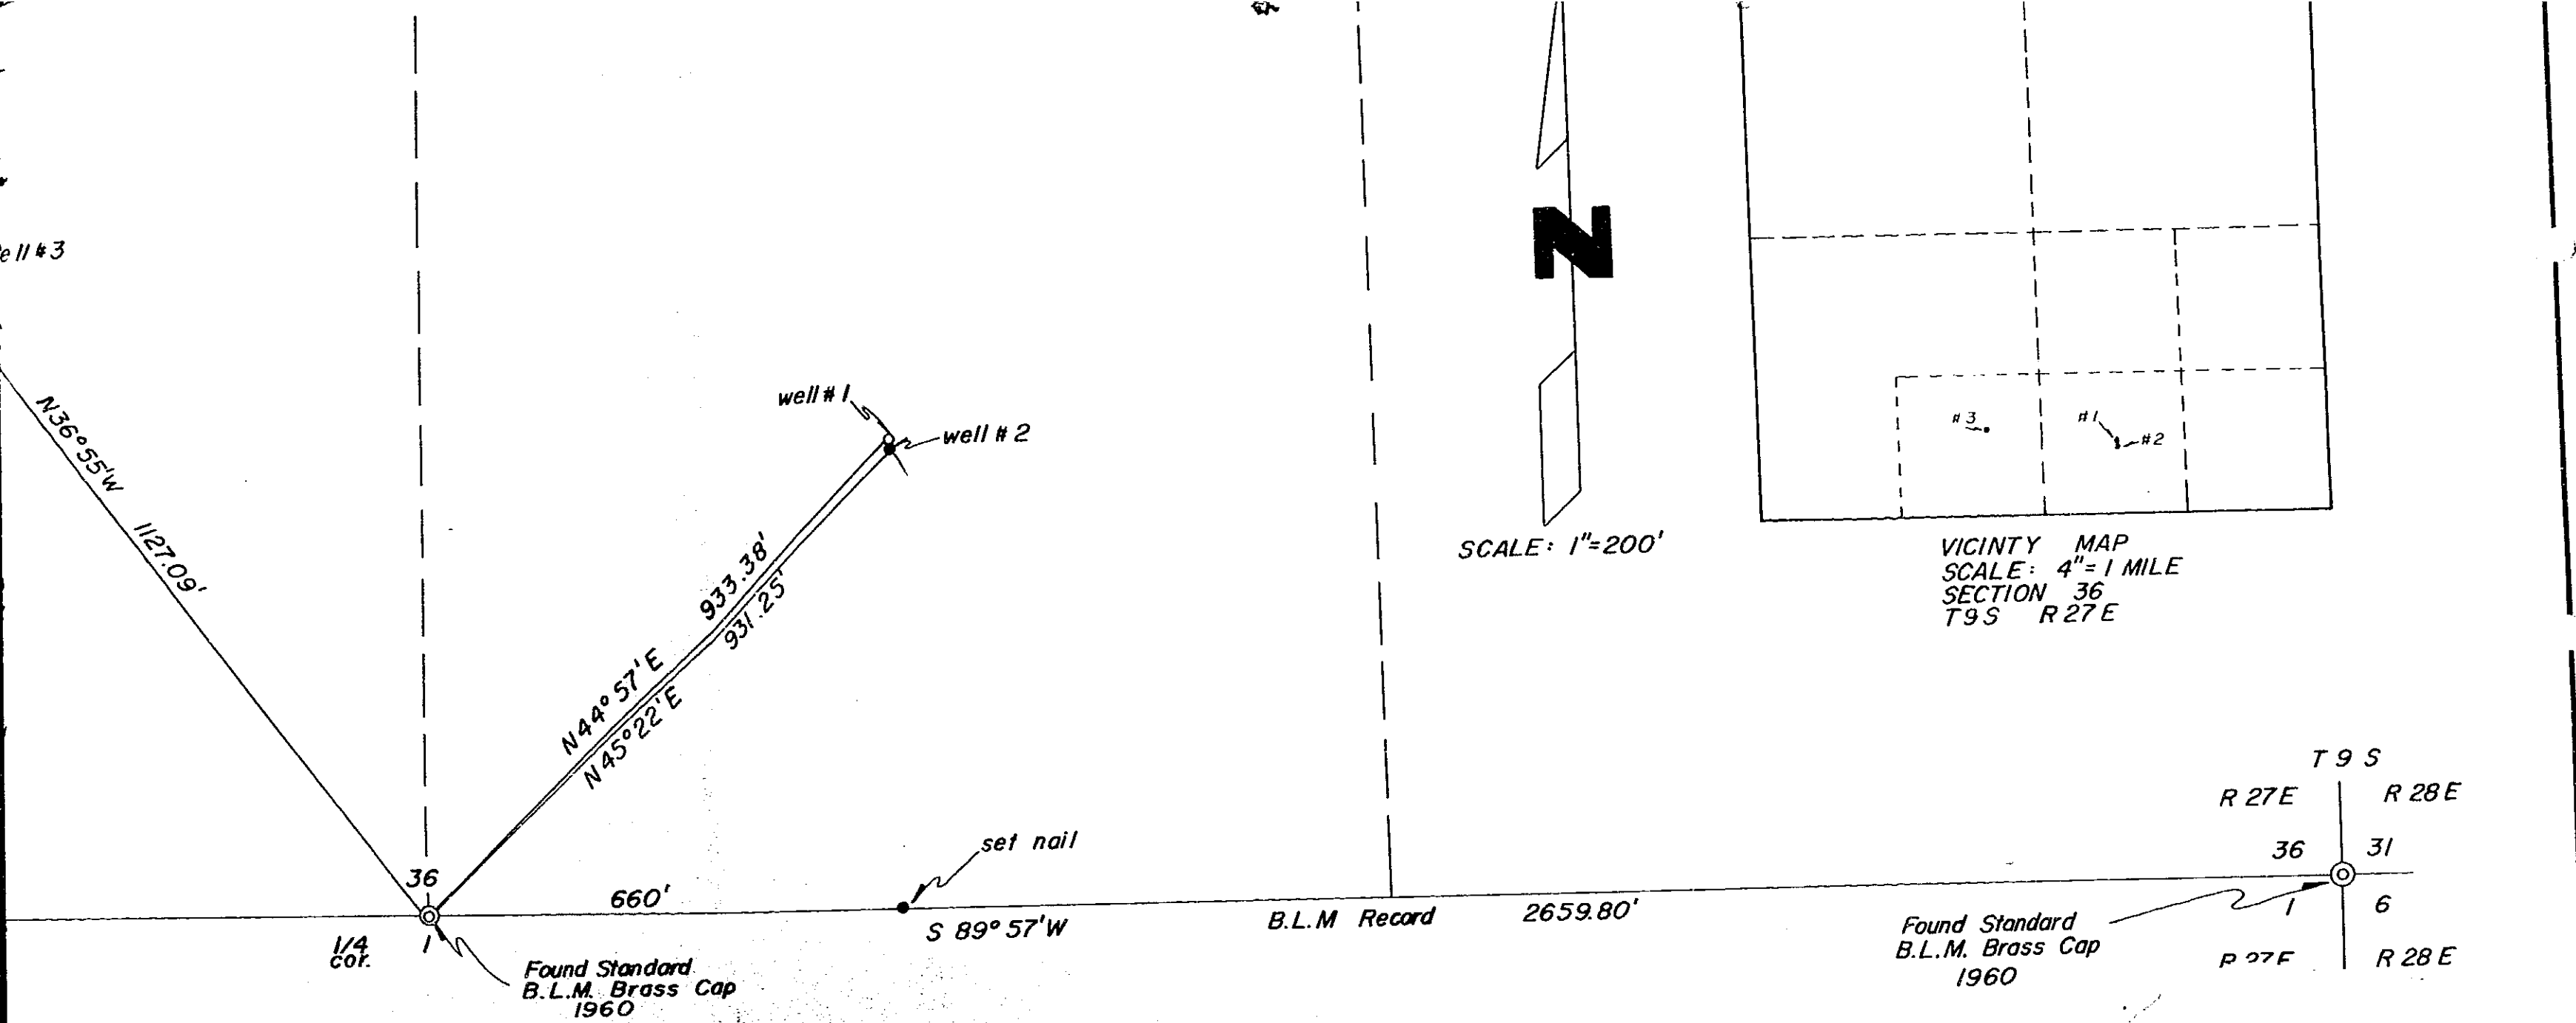 ell #3
N36°55'W 1127.09'
well # 1
well # 2
N44°57'E 933.38'
N45°22'E 931.25'
N
SCALE: 1"=200'
#3
#1
#2
VICINTY MAP
SCALE: 4"= 1 MILE
SECTION 36
T9S R27E
T 9 S
R 27E R 28E
36 31
1 6
R 27E R 28E
set nail
36
660'
S 89°57'W B.L.M Record 2659.80'
1/4
cor.
1
Found Standard
B.L.M. Brass Cap
1960
Found Standard
B.L.M. Brass Cap
1960